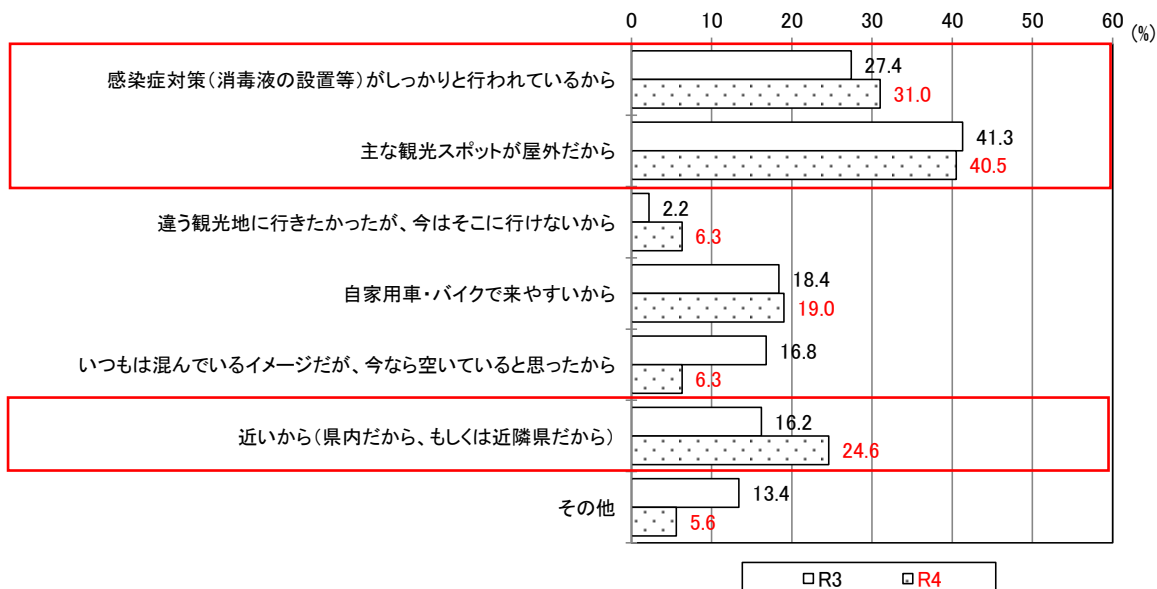 0 10 20 30 40 50 60
(%)
感染症対策(消毒液の設置等)がしっかりと行われているから
27.4
31.0
主な観光スポットが屋外だから
41.3
40.5
違う観光地に行きたかったが、今はそこに行けないから
2.2
6.3
自家用車・バイクで来やすいから
18.4
19.0
いつもは混んでいるイメージだが、今なら空いていると思ったから
16.8
6.3
近いから(県内だから、もしくは近隣県だから)
16.2
24.6
その他
13.4
5.6
R3 R4